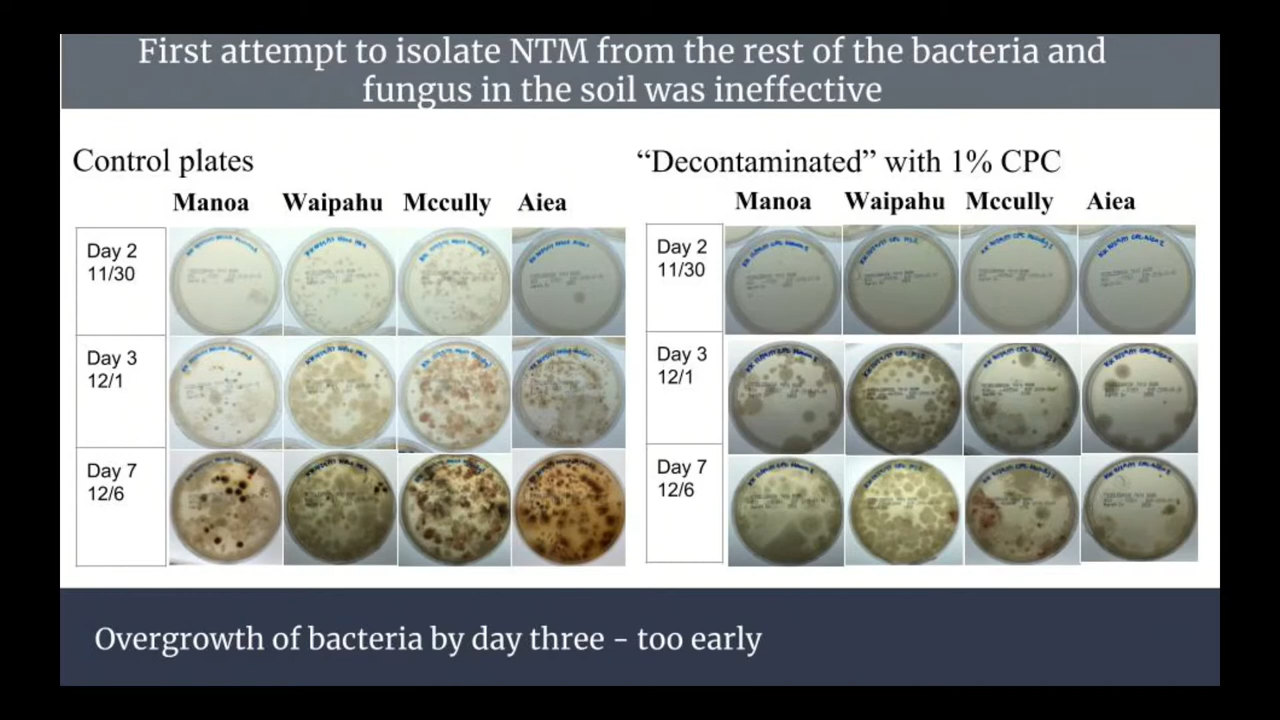 First attempt to isolate NTM from the rest of the bacteria and
fungus in the soil was ineffective
Control plates
Manoa Waipahu Mccully Aiea
Day 2
11/30
Day 3
12/1
Day 7
12/6
“Decontaminated” with 1% CPC
Manoa Waipahu Mccully Aiea
Day 2
11/30
Day 3
12/1
Day 7
12/6
Overgrowth of bacteria by day three - too early